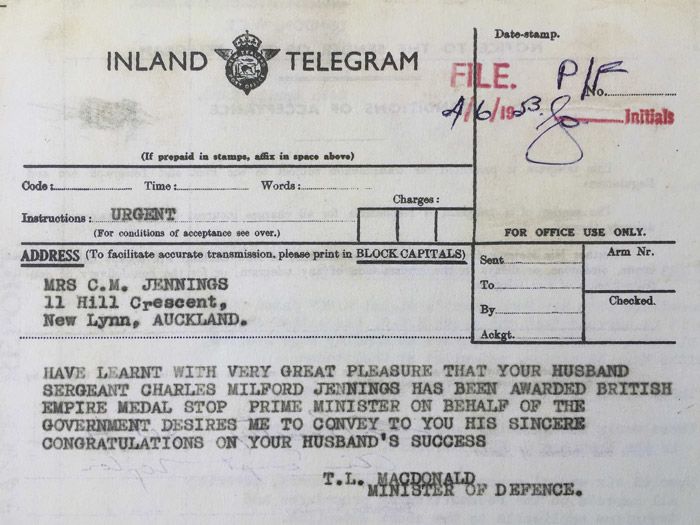 INLAND TELEGRAM
Date-stamp.
FILE. P/F
No.
4/6/1953. Initials
(If prepaid in stamps, affix in space above)
Code: Time: Words:
Charges:
Instructions: URGENT
(For conditions of acceptance see over.)
FOR OFFICE USE ONLY.
ADDRESS (To facilitate accurate transmission, please print in BLOCK CAPITALS)
Sent
Arm Nr.
To
By
Checked.
Ackgt.
MRS C.M. JENNINGS
11 Hill Crescent,
New Lynn, AUCKLAND.
HAVE LEARNT WITH VERY GREAT PLEASURE THAT YOUR HUSBAND
SERGEANT CHARLES MILFORD JENNINGS HAS BEEN AWARDED BRITISH
EMPIRE MEDAL STOP PRIME MINISTER ON BEHALF OF THE
GOVERNMENT DESIRES ME TO CONVEY TO YOU HIS SINCERE
CONGRATULATIONS ON YOUR HUSBAND'S SUCCESS
T.L. MACDONALD
MINISTER OF DEFENCE.